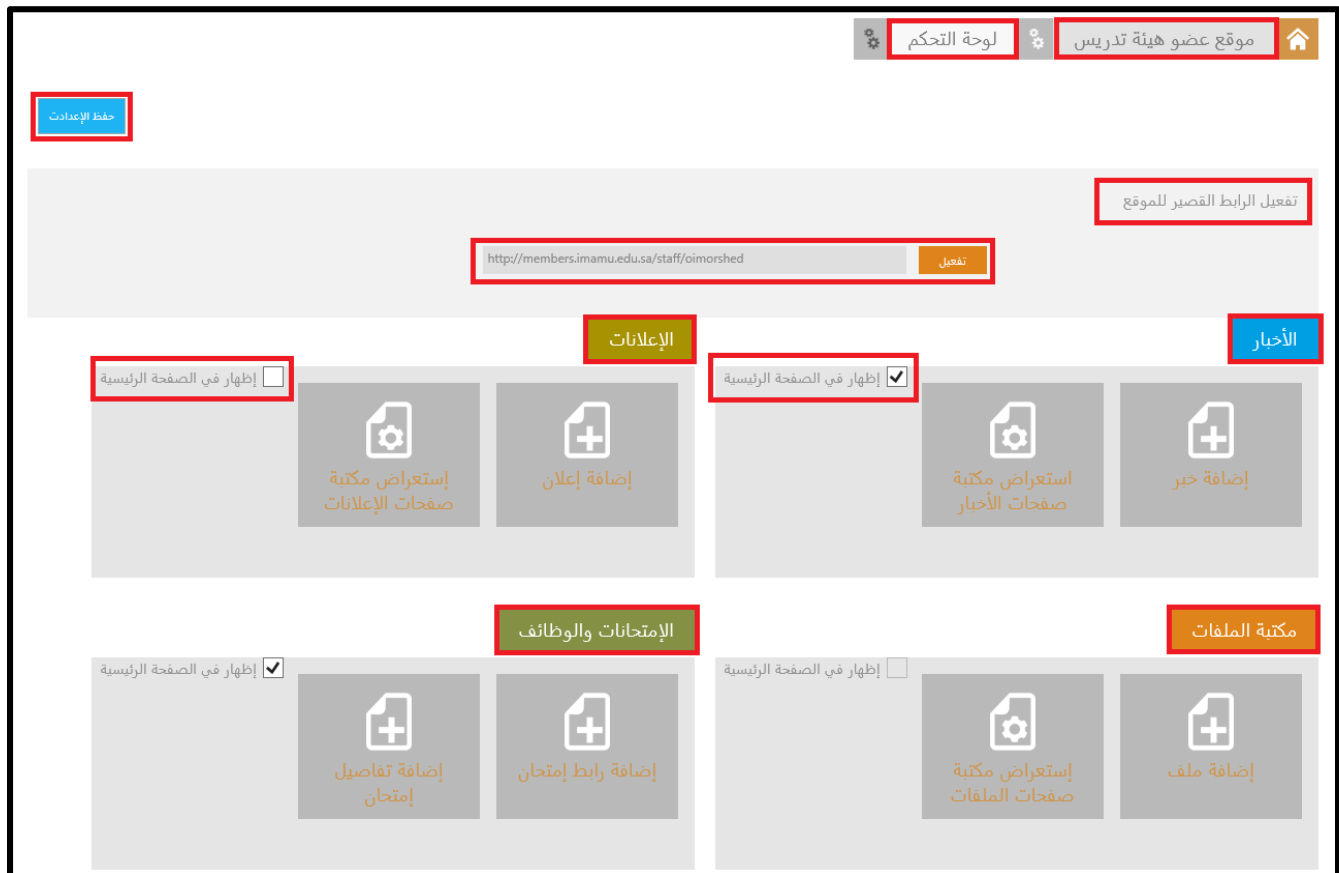 موقع عضو هيئة تدريس
لوحة التحكم
حفظ الإعدادت
تفعيل الرابط القصير للموقع
تفعيل
http://members.imamu.edu.sa/staff/oimorshed
الأخبار
إظهار في الصفحة الرئيسية
إضافة خبر
استعراض مكتبة
صفحات الأخبار
الإعلانات
إظهار في الصفحة الرئيسية
إضافة إعلان
إستعراض مكتبة
صفحات الإعلانات
مكتبة الملفات
إظهار في الصفحة الرئيسية
إضافة ملف
إستعراض مكتبة
صفحات الملفات
الإمتحانات والوظائف
إظهار في الصفحة الرئيسية
إضافة رابط إمتحان
إضافة تفاصيل
إمتحان